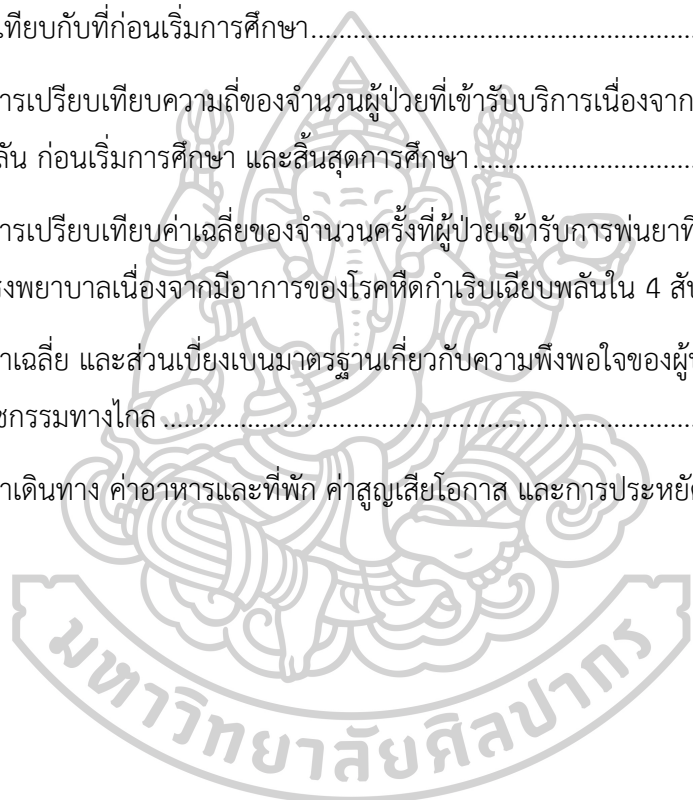 เทียบกับที่ก่อนเริ่มการศึกษา........................................................
ารเปรียบเทียบความถี่ของจำนวนผู้ป่วยที่เข้ารับบริการเนื่องจาก
ลัน ก่อนเริ่มการศึกษา และสิ้นสุดการศึกษา................................
ารเปรียบเทียบค่าเฉลี่ยของจำนวนครั้งที่ผู้ป่วยเข้ารับการพ่นยาที
รงพยาบาลเนื่องจากมีอาการของโรคหืดกำเริบเฉียบพลันใน 4 สั
าเฉลี่ย และส่วนเบี่ยงเบนมาตรฐานเกี่ยวกับความพึงพอใจของผู้
ชกรรมทางไกล................................................................................
าเดินทาง ค่าอาหารและที่พัก ค่าสูญเสียโอกาส และการประหยั
มหาวิทยาลัยศิลปากร